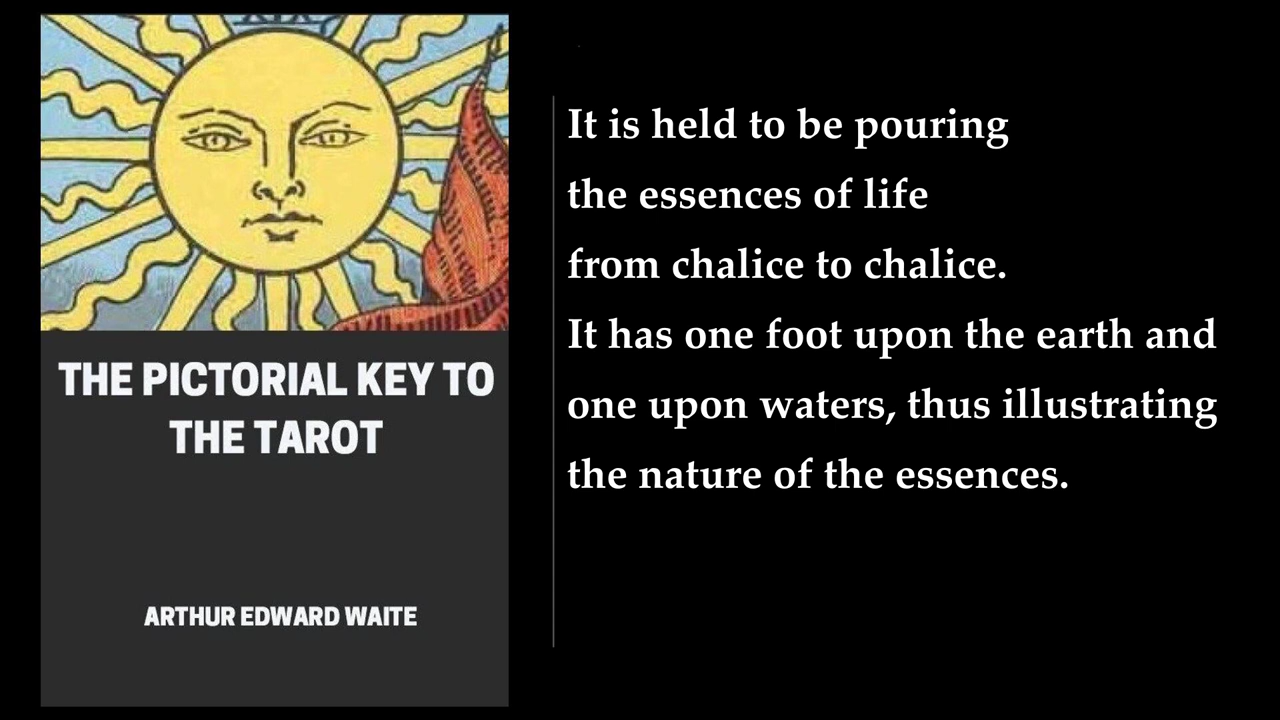 XIX
THE PICTORIAL KEY TO
THE TAROT
ARTHUR EDWARD WAITE
It is held to be pouring
the essences of life
from chalice to chalice.
It has one foot upon the earth and
one upon waters, thus illustrating
the nature of the essences.